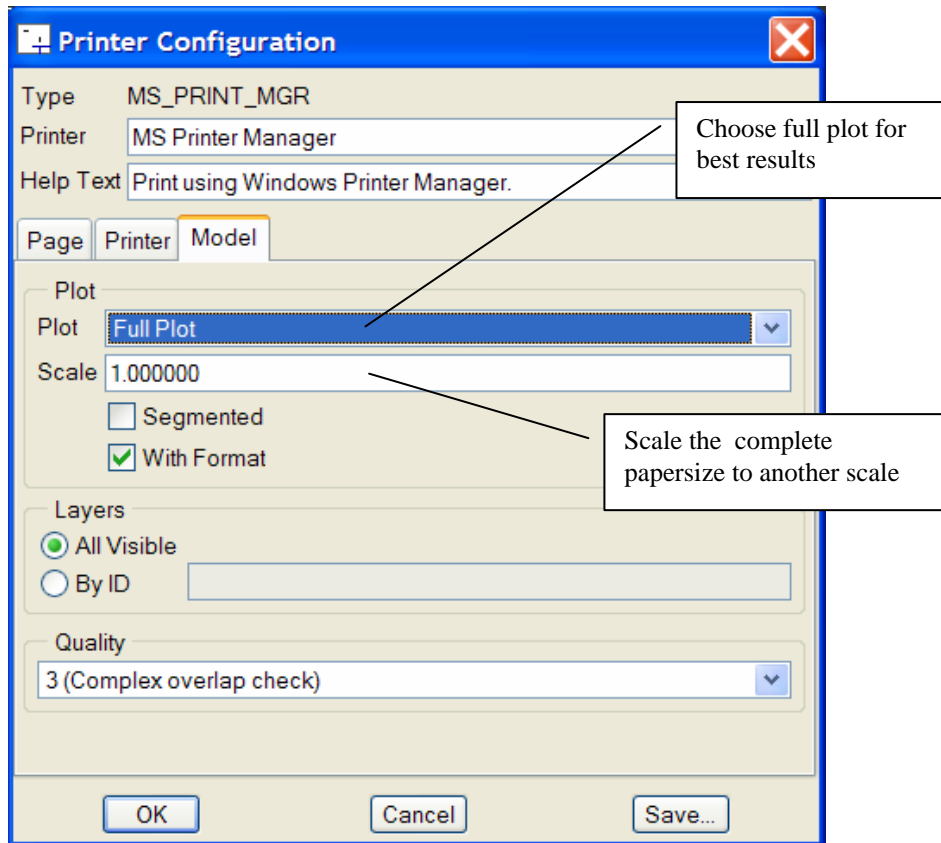 Printer Configuration
Type MS_PRINT_MGR
Printer MS Printer Manager
Help Text Print using Windows Printer Manager.
Choose full plot for
best results
Page Printer Model
Plot
Plot Full Plot
Scale 1.000000
Segmented
With Format
Scale the complete
papersize to another scale
Layers
All Visible
By ID
Quality
3 (Complex overlap check)
OK Cancel Save...